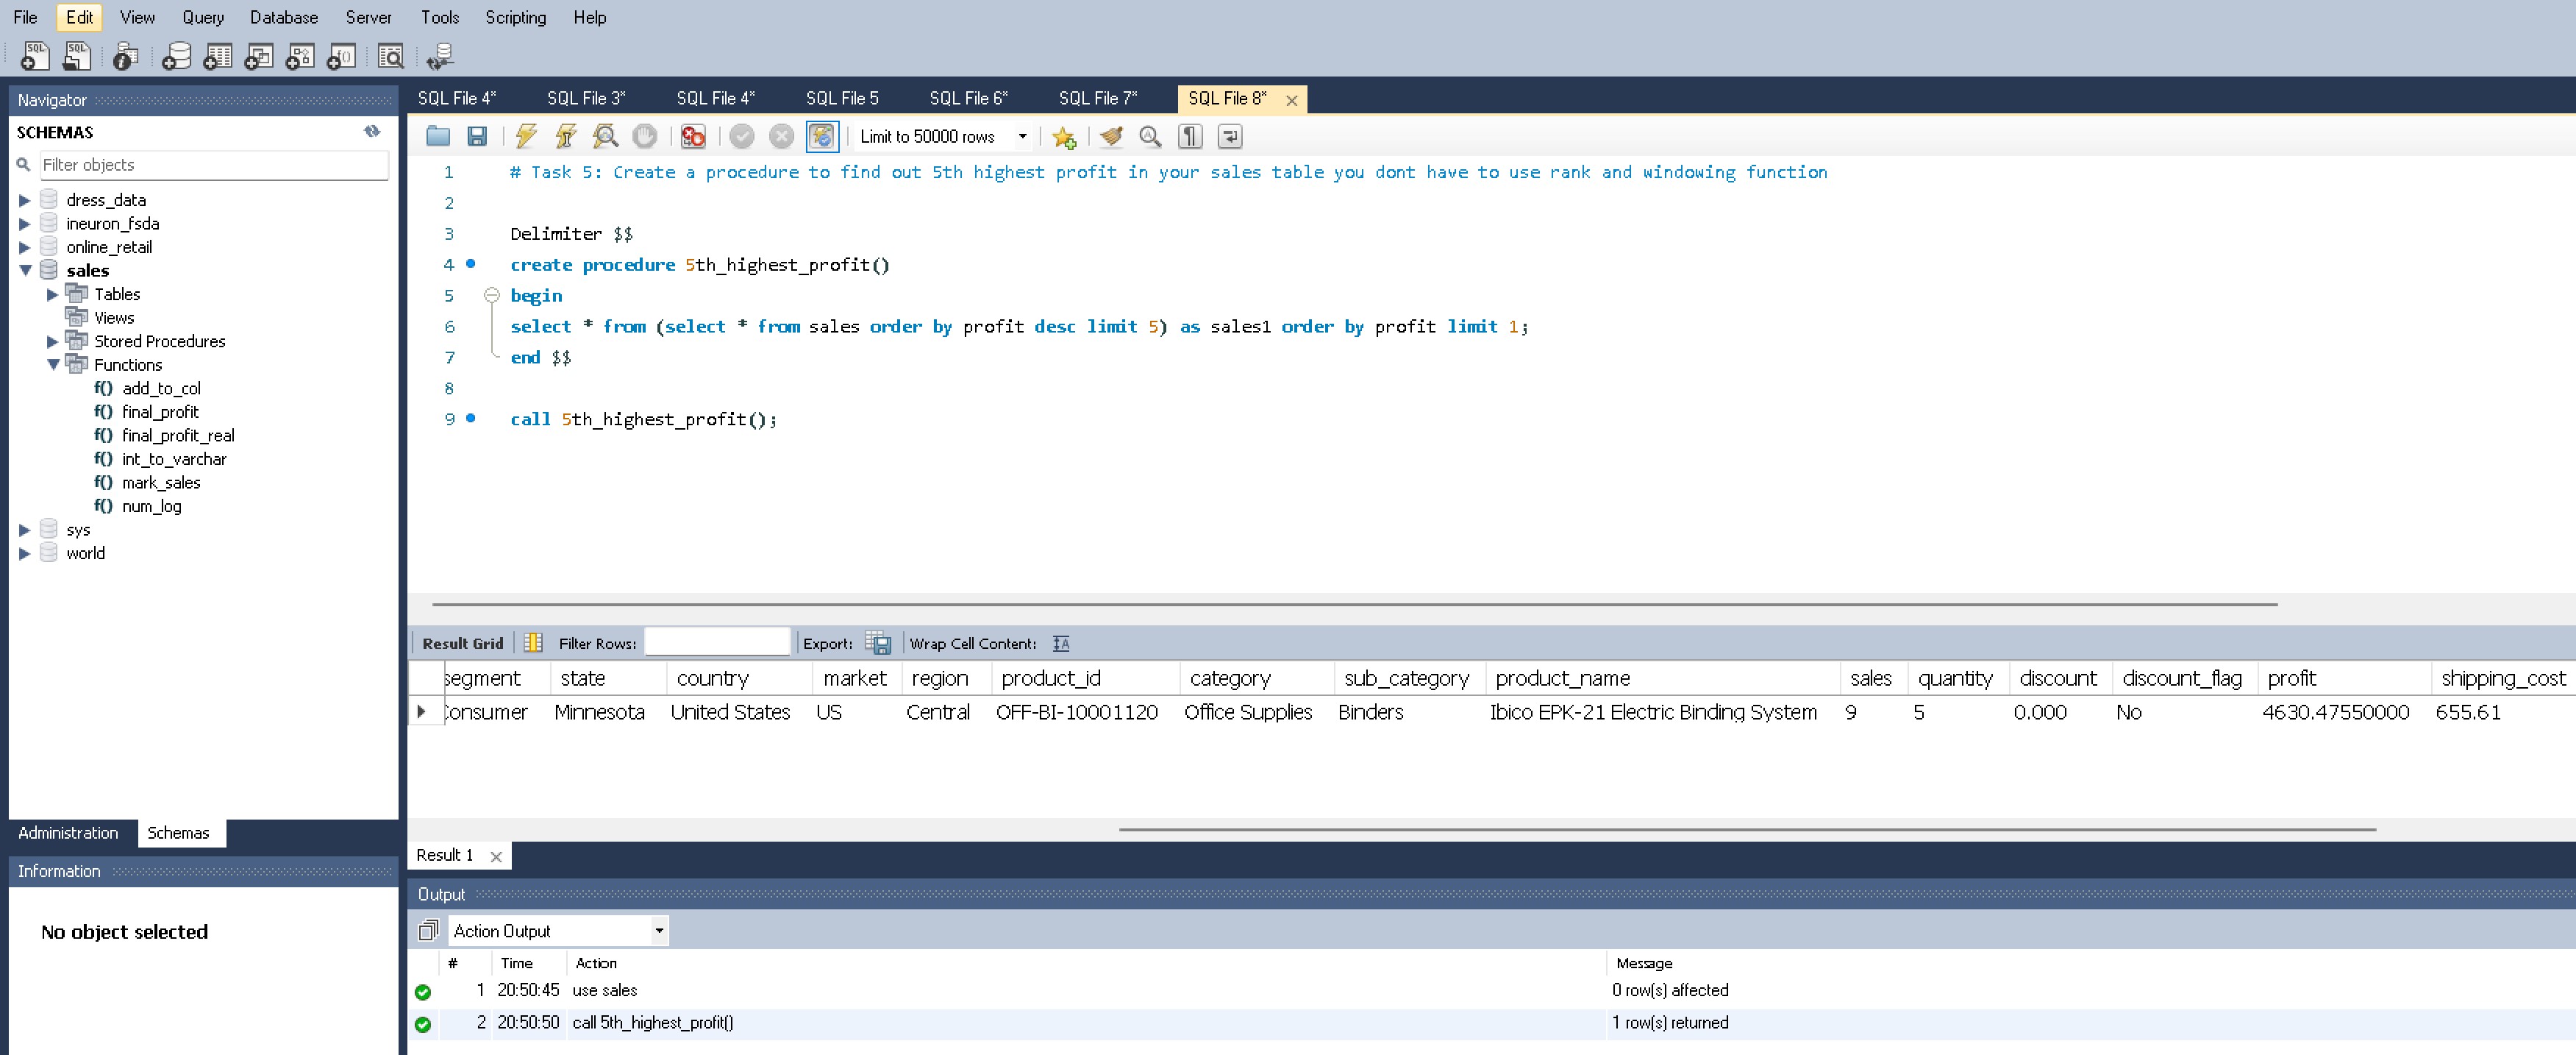 File Edit View Query Database Server Tools Scripting Help
Navigator
SCHEMAS
Filter objects
dress_data
ineuron_fsda
online_retail
sales
Tables
Views
Stored Procedures
Functions
f() add_to_col
f() final_profit
f() final_profit_real
f() int_to_varchar
f() mark_sales
f() num_log
sys
world
Administration Schemas
Information
No object selected
SQL File 4* SQL File 3* SQL File 4* SQL File 5 SQL File 6* SQL File 7* SQL File 8*
Limit to 50000 rows
1 # Task 5: Create a procedure to find out 5th highest profit in your sales table you dont have to use rank and windowing function
2
3 Delimiter $$
4 create procedure 5th_highest_profit()
5 begin
6 select * from (select * from sales order by profit desc limit 5) as sales1 order by profit limit 1;
7 end $$
8
9 call 5th_highest_profit();
Result Grid Filter Rows: Export: Wrap Cell Content:
segment state country market region product_id category sub_category product_name sales quantity discount discount_flag profit shipping_cost
Consumer Minnesota United States US Central OFF-BI-10001120 Office Supplies Binders Ibico EPK-21 Electric Binding System 9 5 0.000 No 4630.47550000 655.61
Result 1
Output
Action Output
# Time Action Message
1 20:50:45 use sales 0 row(s) affected
2 20:50:50 call 5th_highest_profit() 1 row(s) returned